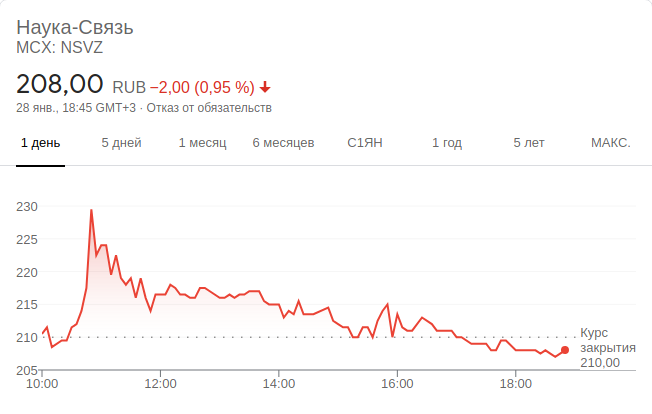 Наука-Связь
MCX: NSVZ
208,00 RUB −2,00 (0,95 %)
28 янв., 18:45 GMT+3 · Отказ от обязательств
1 день 5 дней 1 месяц 6 месяцев С1ЯН 1 год 5 лет МАКС.
230
225
220
215
210
205
Курс
закрытия
210,00
10:00 12:00 14:00 16:00 18:00